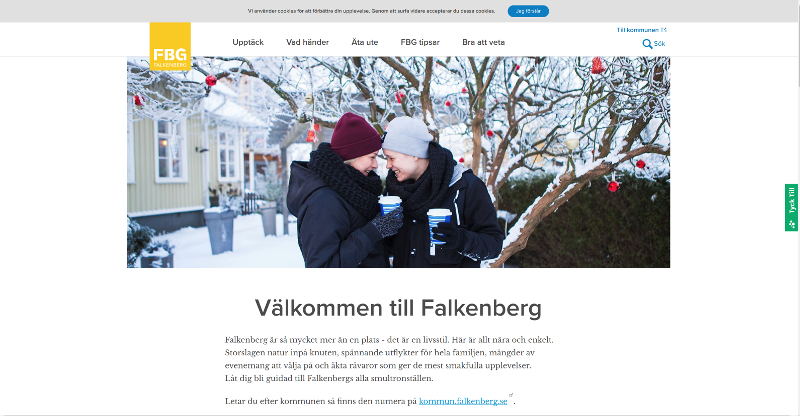 Vi använder cookies för att förbättra din upplevelse. Genom att surfa vidare accepterar du dessa cookies.
Jag förstår
Till kommunen
FBG
FALKENBERG
Upptäck
Vad händer
Äta ute
FBG tipsar
Bra att veta
Sök
Tyck Till
Välkommen till Falkenberg
Falkenberg är så mycket mer än en plats - det är en livsstil. Här är allt nära och enkelt.
Storslagen natur inpå knuten, spännande utflykter för hela familjen, mängder av
evenemang att välja på och äkta råvaror som ger de mest smakfulla upplevelser.
Låt dig bli guidad till Falkenbergs alla smultronställen.
Letar du efter kommunen så finns den numera på kommun.falkenberg.se.